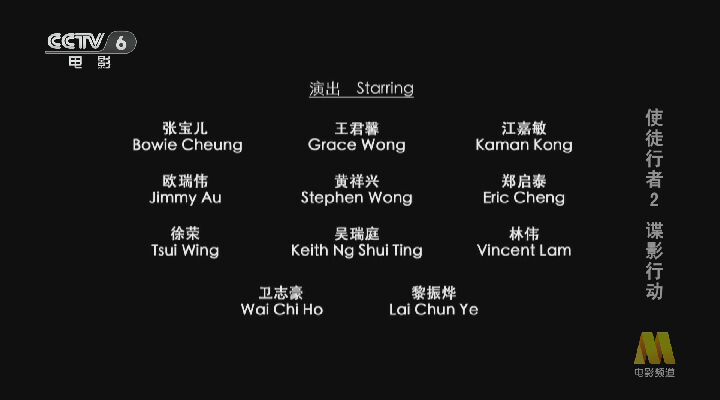 CCTV 6
电影
演出 Starring
张宝儿 王君馨 江嘉敏
Bowie Cheung Grace Wong Kaman Kong
欧瑞伟 黄祥兴 郑启泰
Jimmy Au Stephen Wong Eric Cheng
徐荣 吴瑞庭 林伟
Tsui Wing Keith Ng Shui Ting Vincent Lam
卫志豪 黎振烨
Wai Chi Ho Lai Chun Ye
使徒行者2 谍影行动
电影频道